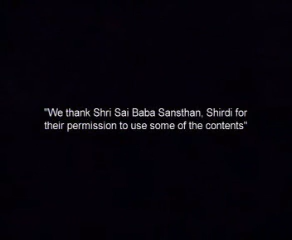 "We thank Shri Sai Baba Sansthan, Shirdi for
their permission to use some of the contents"